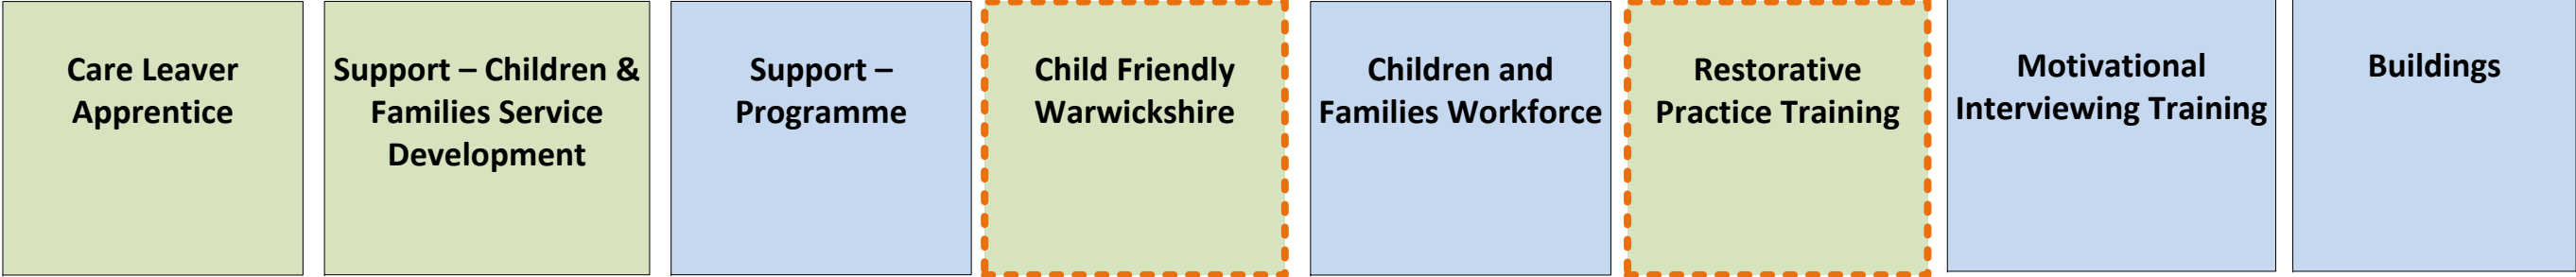 Care Leaver
Apprentice
Support – Children &
Families Service
Development
Support –
Programme
Child Friendly
Warwickshire
Children and
Families Workforce
Restorative
Practice Training
Motivational
Interviewing Training
Buildings